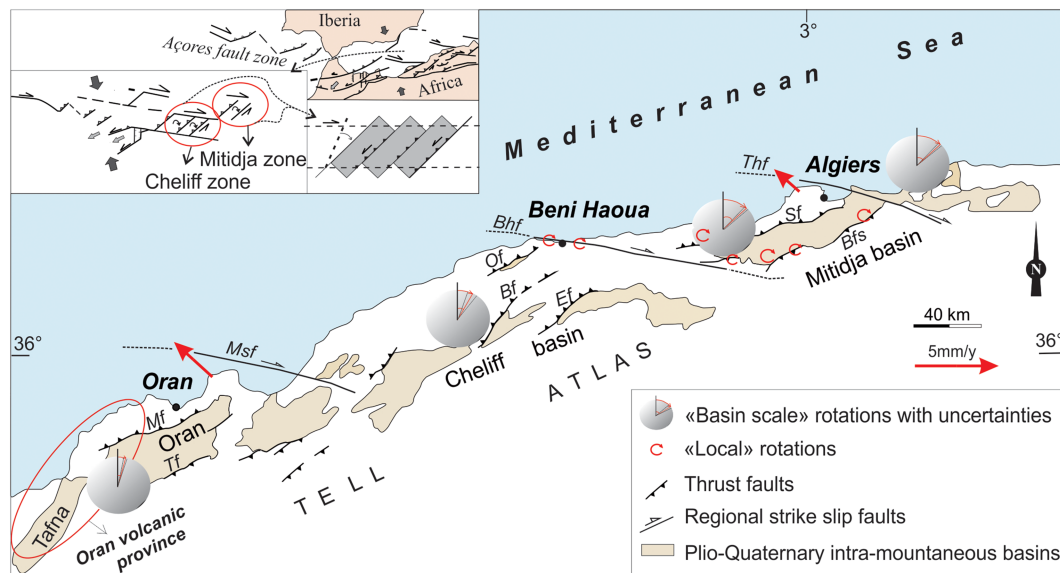 Iberia
Açores fault zone
Africa
Mitidja zone
Cheliff zone
3°
Mediterranean Sea
Algiers
Thf
Beni Haoua
Bhf
Sf
Bfs
Mitidja basin
Of
Bf
Ef
Cheliff basin
N
40 km
5mm/y
36°
36°
Msf
Oran
Mf
Oran
Tf
Tafna
Oran volcanic
province
TELL ATLAS
«Basin scale» rotations with uncertainties
«Local» rotations
Thrust faults
Regional strike slip faults
Plio-Quaternary intra-mountaneous basins